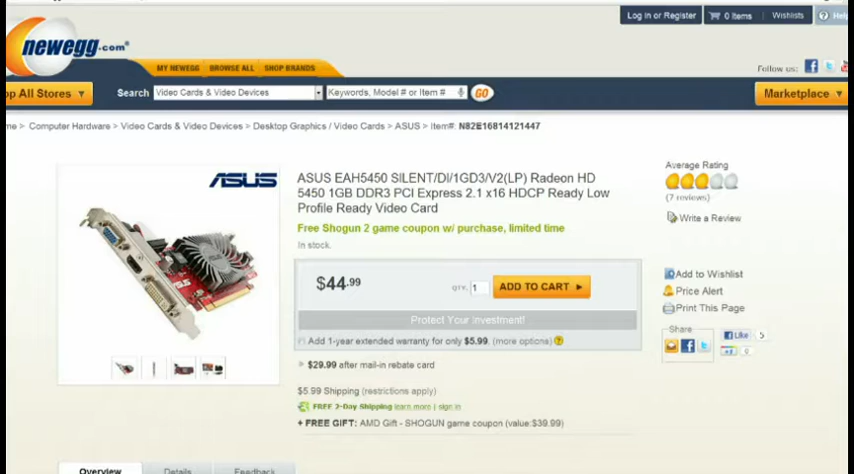 Log in or Register
0 Items
Wishlists
Help
newegg.com
MY NEWEGG BROWSE ALL SHOP BRANDS
Follow us:
op All Stores
Search
Video Cards & Video Devices
Keywords, Model # or Item #
GO
Marketplace
me > Computer Hardware > Video Cards & Video Devices > Desktop Graphics / Video Cards > ASUS > Item#: N82E16814121447
ASUS
ASUS EAH5450 SILENT/DI/1GD3/V2(LP) Radeon HD
5450 1GB DDR3 PCI Express 2.1 x16 HDCP Ready Low
Profile Ready Video Card
Free Shogun 2 game coupon w/ purchase, limited time
In stock.
$44.99
QTY. 1
ADD TO CART
Protect Your Investment!
Add 1-year extended warranty for only $5.99. (more options)
$29.99 after mail-in rebate card
$5.99 Shipping (restrictions apply)
FREE 2-Day Shipping learn more | sign in
+ FREE GIFT: AMD Gift - SHOGUN game coupon (value:$39.99)
Average Rating
(7 reviews)
Write a Review
Add to Wishlist
Price Alert
Print This Page
Share
Like 5
+1 0
Overview Details Feedback